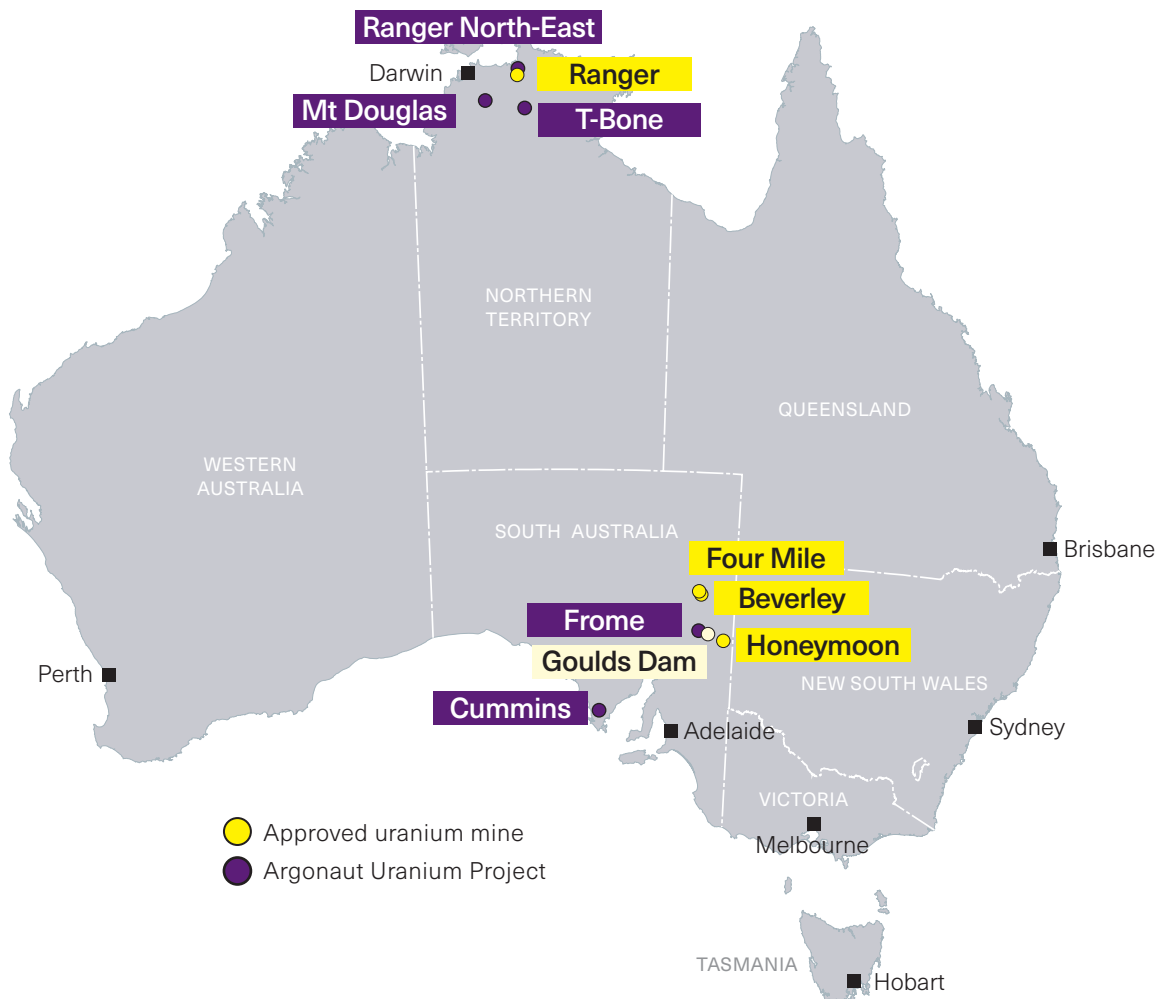 Ranger North-East
Darwin
Ranger
Mt Douglas
T-Bone
NORTHERN
TERRITORY
QUEENSLAND
WESTERN
AUSTRALIA
SOUTH AUSTRALIA
Brisbane
Four Mile
Beverley
Frome
Honeymoon
Goulds Dam
Perth
NEW SOUTH WALES
Cummins
Adelaide
Sydney
VICTORIA
Approved uranium mine
Melbourne
Argonaut Uranium Project
TASMANIA
Hobart